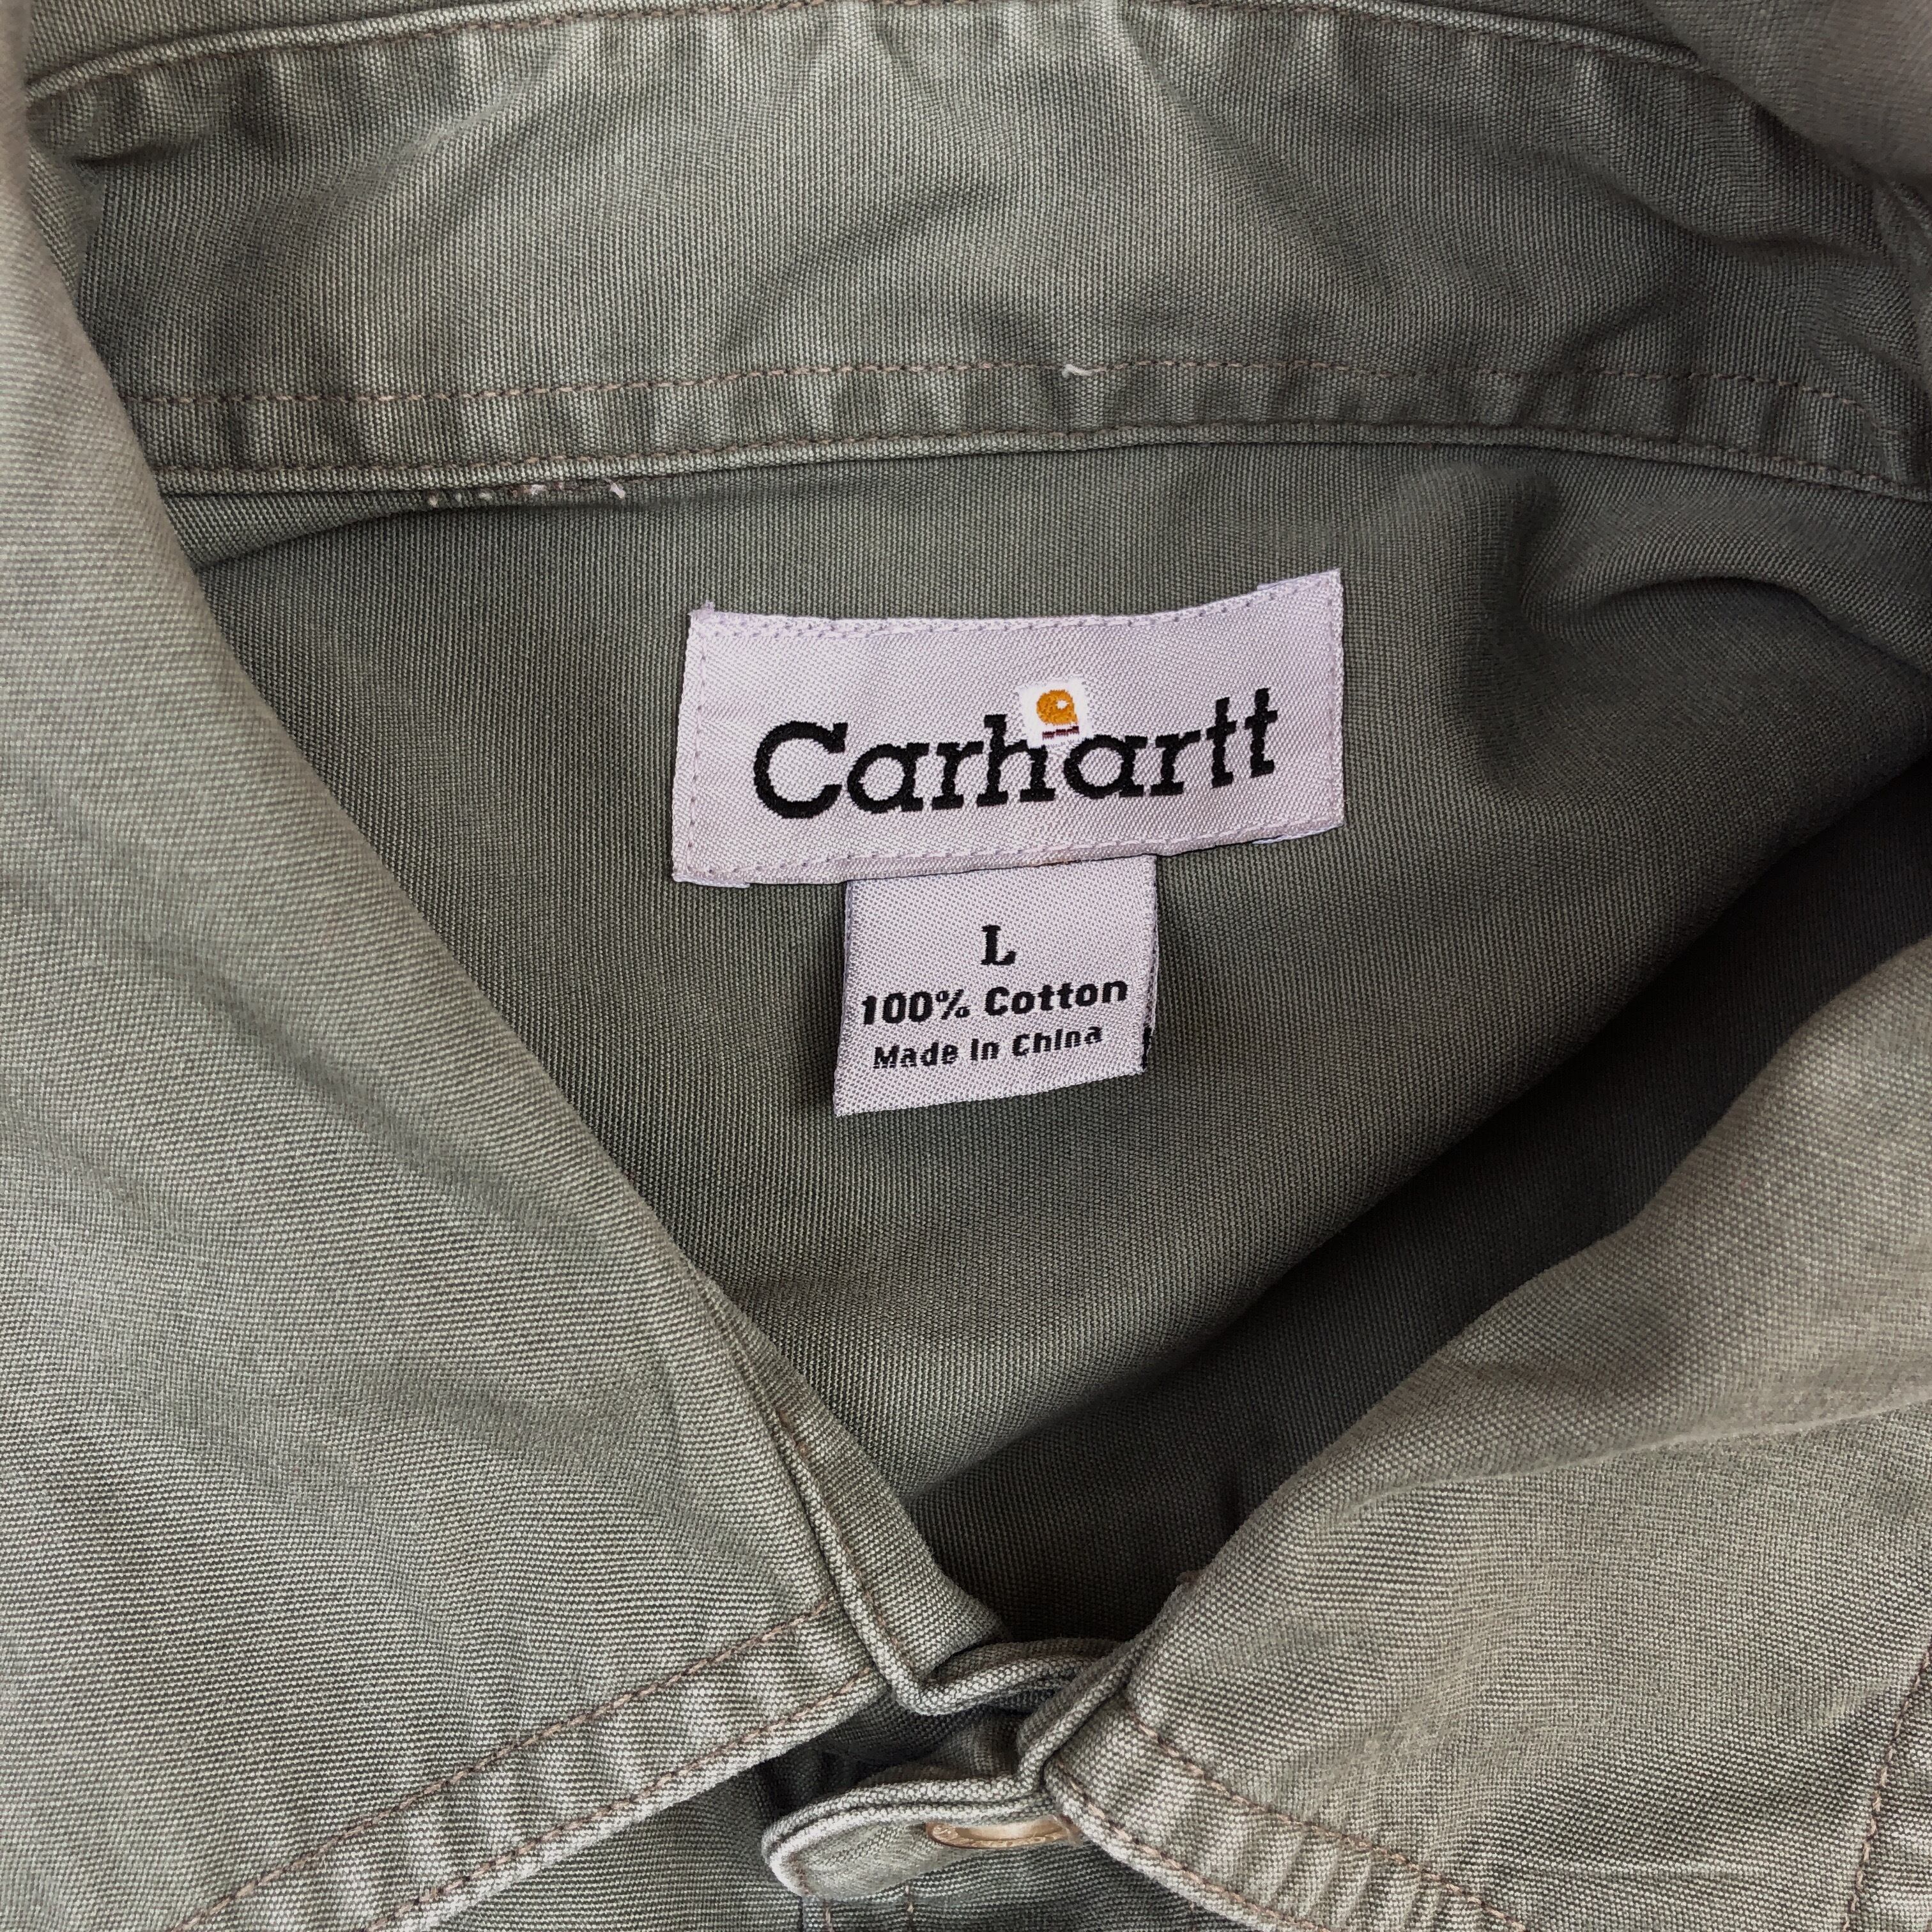 Carhartt
L
100% Cotton
Made In China